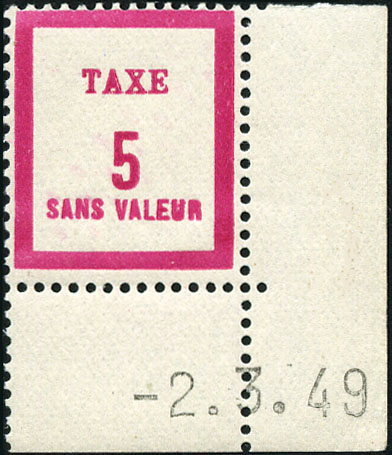 TAXE
5
SANS VALEUR
-2.3.49